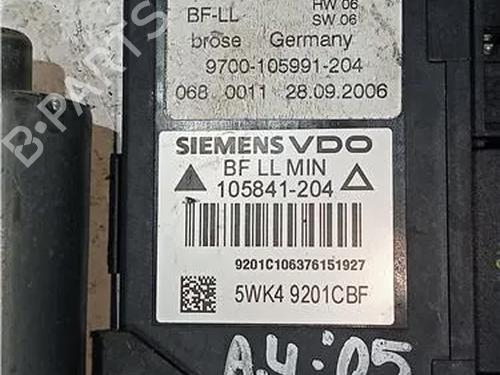 HW 06
BF-LL
SW 06
brose Germany
9700-105991-204
068 0011 28.09.2006
SIEMENS VDO
BF LL MIN
105841-204
9201C106376151927
5WK4 9201CBF
A.4:05
B-PARTS